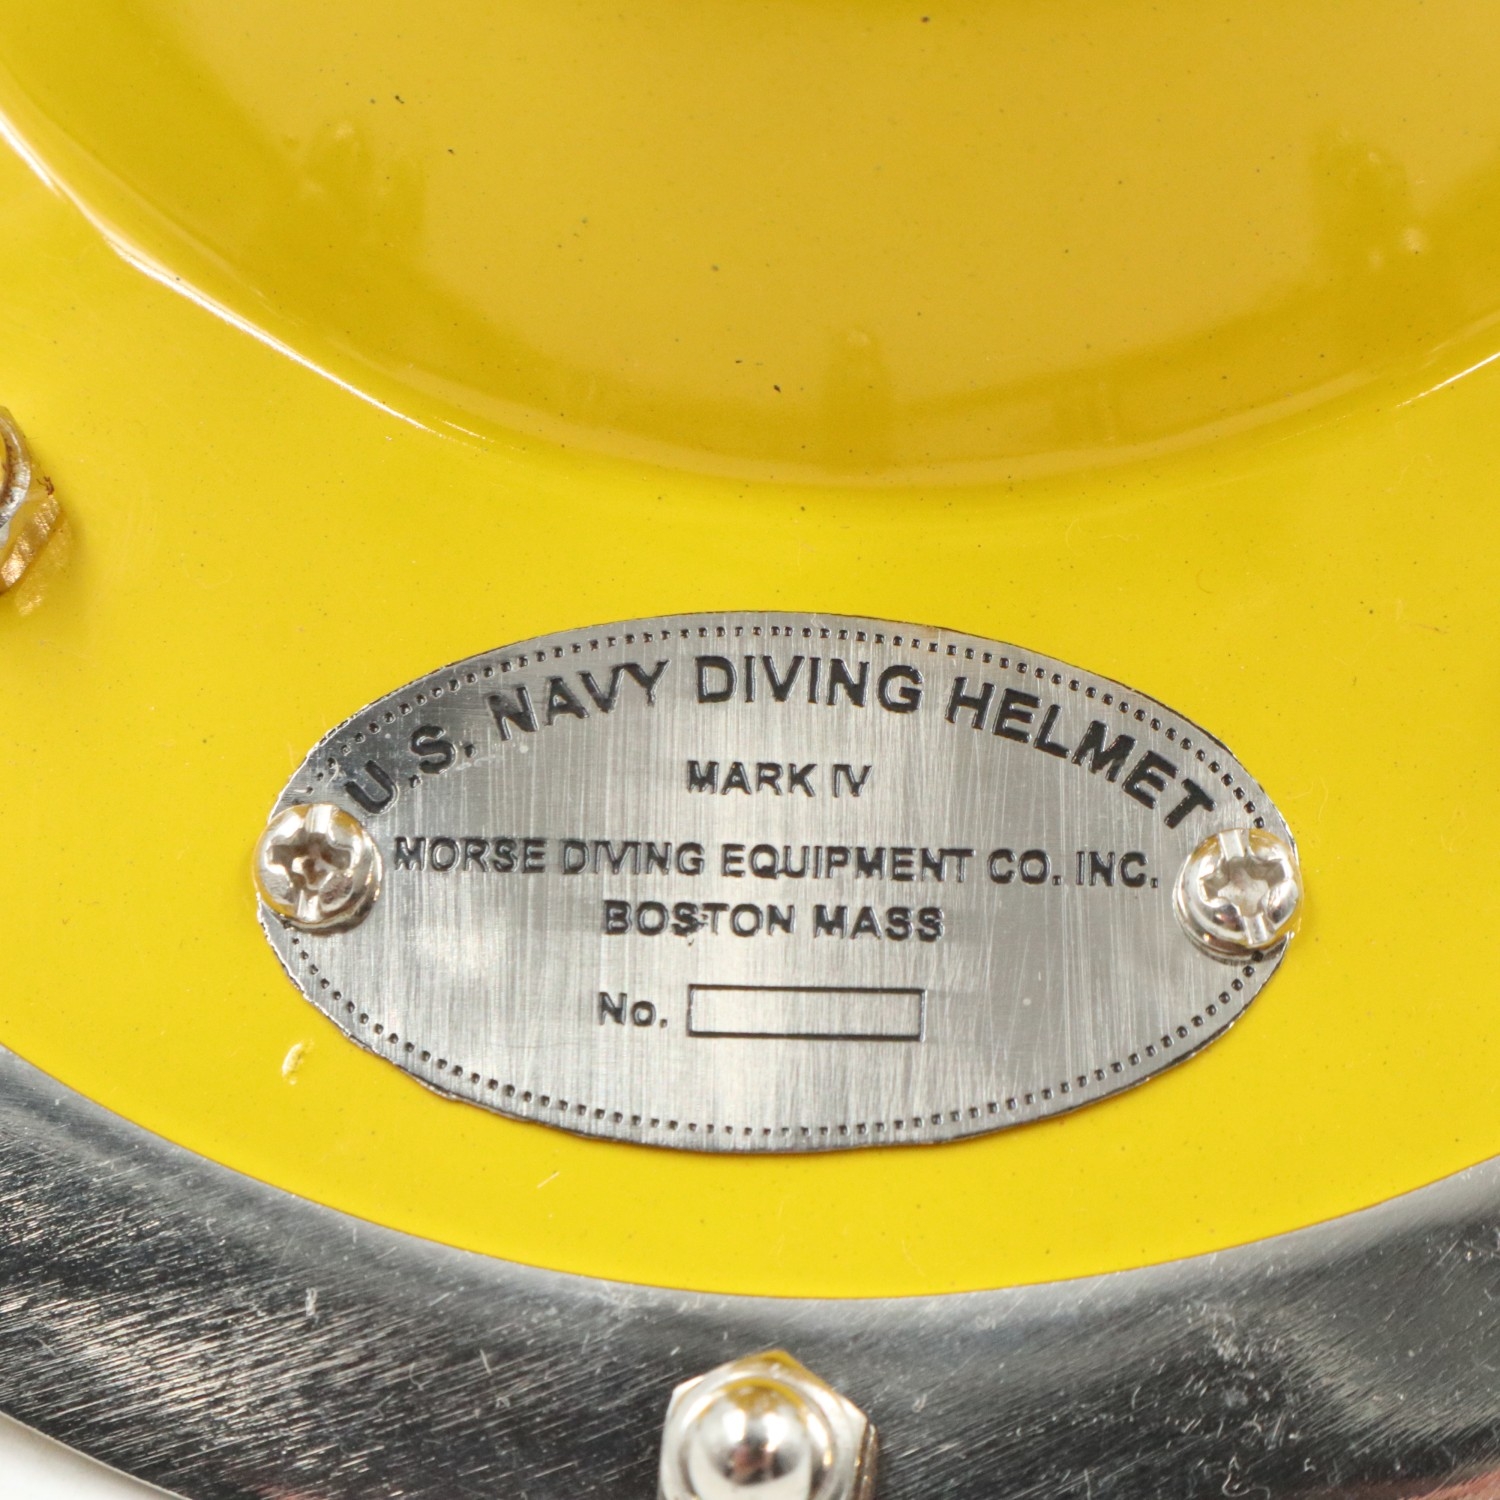 U.S. NAVY DIVING HELMET
MARK IV
MORSE DIVING EQUIPMENT CO. INC.
BOSTON MASS
No.